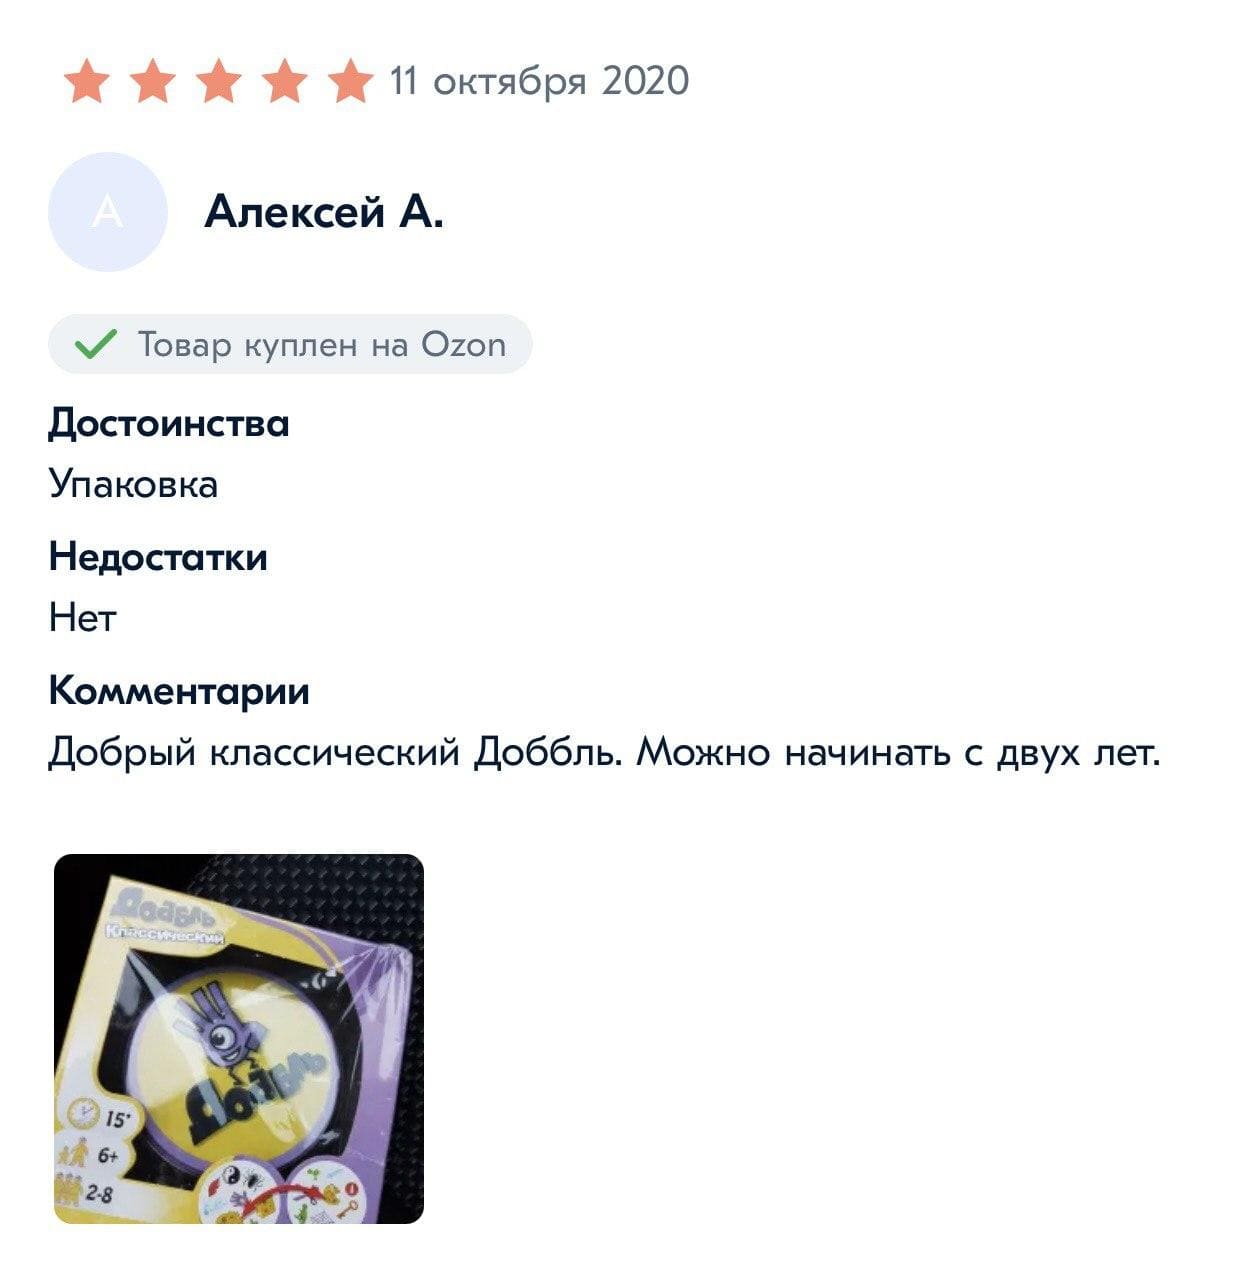 11 октября 2020
А
Алексей А.
Товар куплен на Ozon
Достоинства
Упаковка
Недостатки
Нет
Комментарии
Добрый классический Доббль. Можно начинать с двух лет.
Доббль
Классический
Доббль
15'
6+
2-8